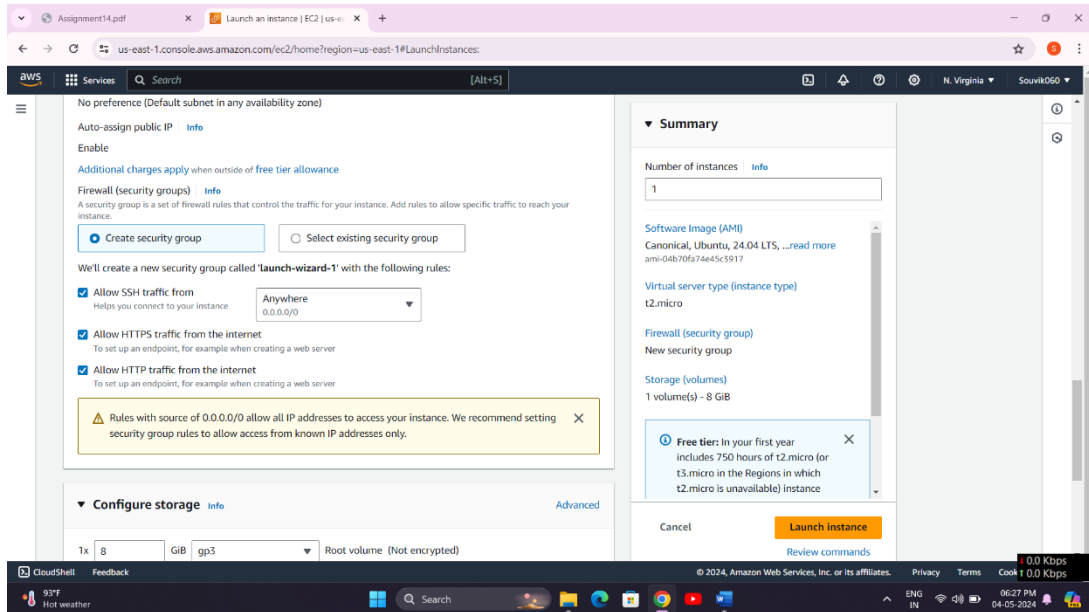 Assignment14.pdf
Launch an instance | EC2 | us-e
us-east-1.console.aws.amazon.com/ec2/home?region=us-east-1#LaunchInstances:
S
aws
Services
Search
[Alt+S]
N. Virginia
Souvik060
No preference (Default subnet in any availability zone)
Auto-assign public IP Info
Enable
Additional charges apply when outside of free tier allowance
Firewall (security groups) Info
A security group is a set of firewall rules that control the traffic for your instance. Add rules to allow specific traffic to reach your
instance.
Create security group
Select existing security group
We'll create a new security group called 'launch-wizard-1' with the following rules:
Allow SSH traffic from
Helps you connect to your instance
Anywhere
0.0.0.0/0
Allow HTTPS traffic from the internet
To set up an endpoint, for example when creating a web server
Allow HTTP traffic from the internet
To set up an endpoint, for example when creating a web server
Rules with source of 0.0.0.0/0 allow all IP addresses to access your instance. We recommend setting
security group rules to allow access from known IP addresses only.
Configure storage Info
Advanced
1x 8 GiB gp3 Root volume (Not encrypted)
Summary
Number of instances Info
1
Software Image (AMI)
Canonical, Ubuntu, 24.04 LTS, ...read more
ami-04b70fa74e45c3917
Virtual server type (instance type)
t2.micro
Firewall (security group)
New security group
Storage (volumes)
1 volume(s) - 8 GiB
Free tier: In your first year
includes 750 hours of t2.micro (or
t3.micro in the Regions in which
t2.micro is unavailable) instance
Cancel
Launch instance
Review commands
CloudShell Feedback
© 2024, Amazon Web Services, Inc. or its affiliates. Privacy Terms Cook
0.0 Kbps
0.0 Kbps
93°F
Hot weather
Search
ENG
IN
06:27 PM
04-05-2024